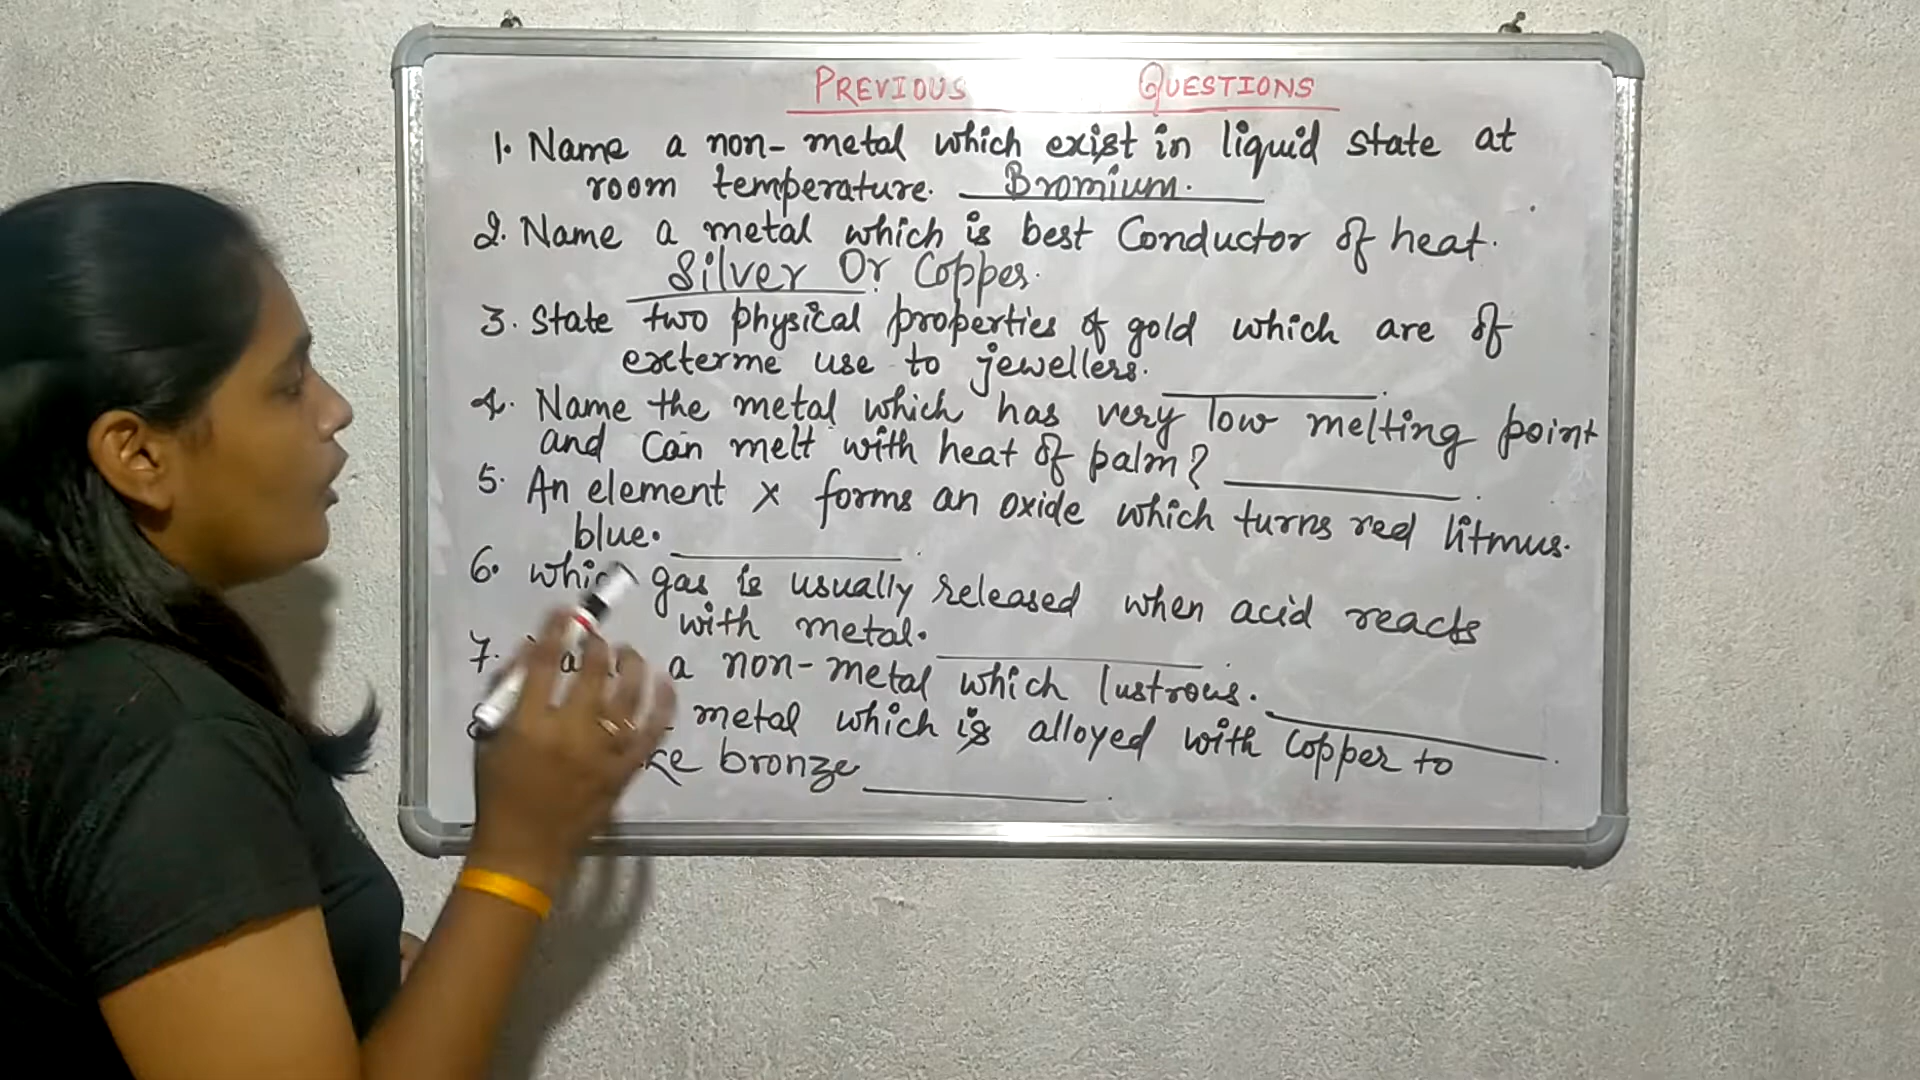 PREVIOUS QUESTIONS
1. Name a non-metal which exist in liquid state at
room temperature. Bromium.
2. Name a metal which is best Conductor of heat.
Silver Or Copper.
3. State two physical properties of gold which are of
exterme use to jewellers.
4. Name the metal which has very low melting point
and Can melt with heat of palm?
5. An element X forms an oxide which turns red litmus.
blue.
6. gas is usually released when acid reacts
with metal.
7. a non-metal which lustrous.
metal which is alloyed with Copper to
bronze